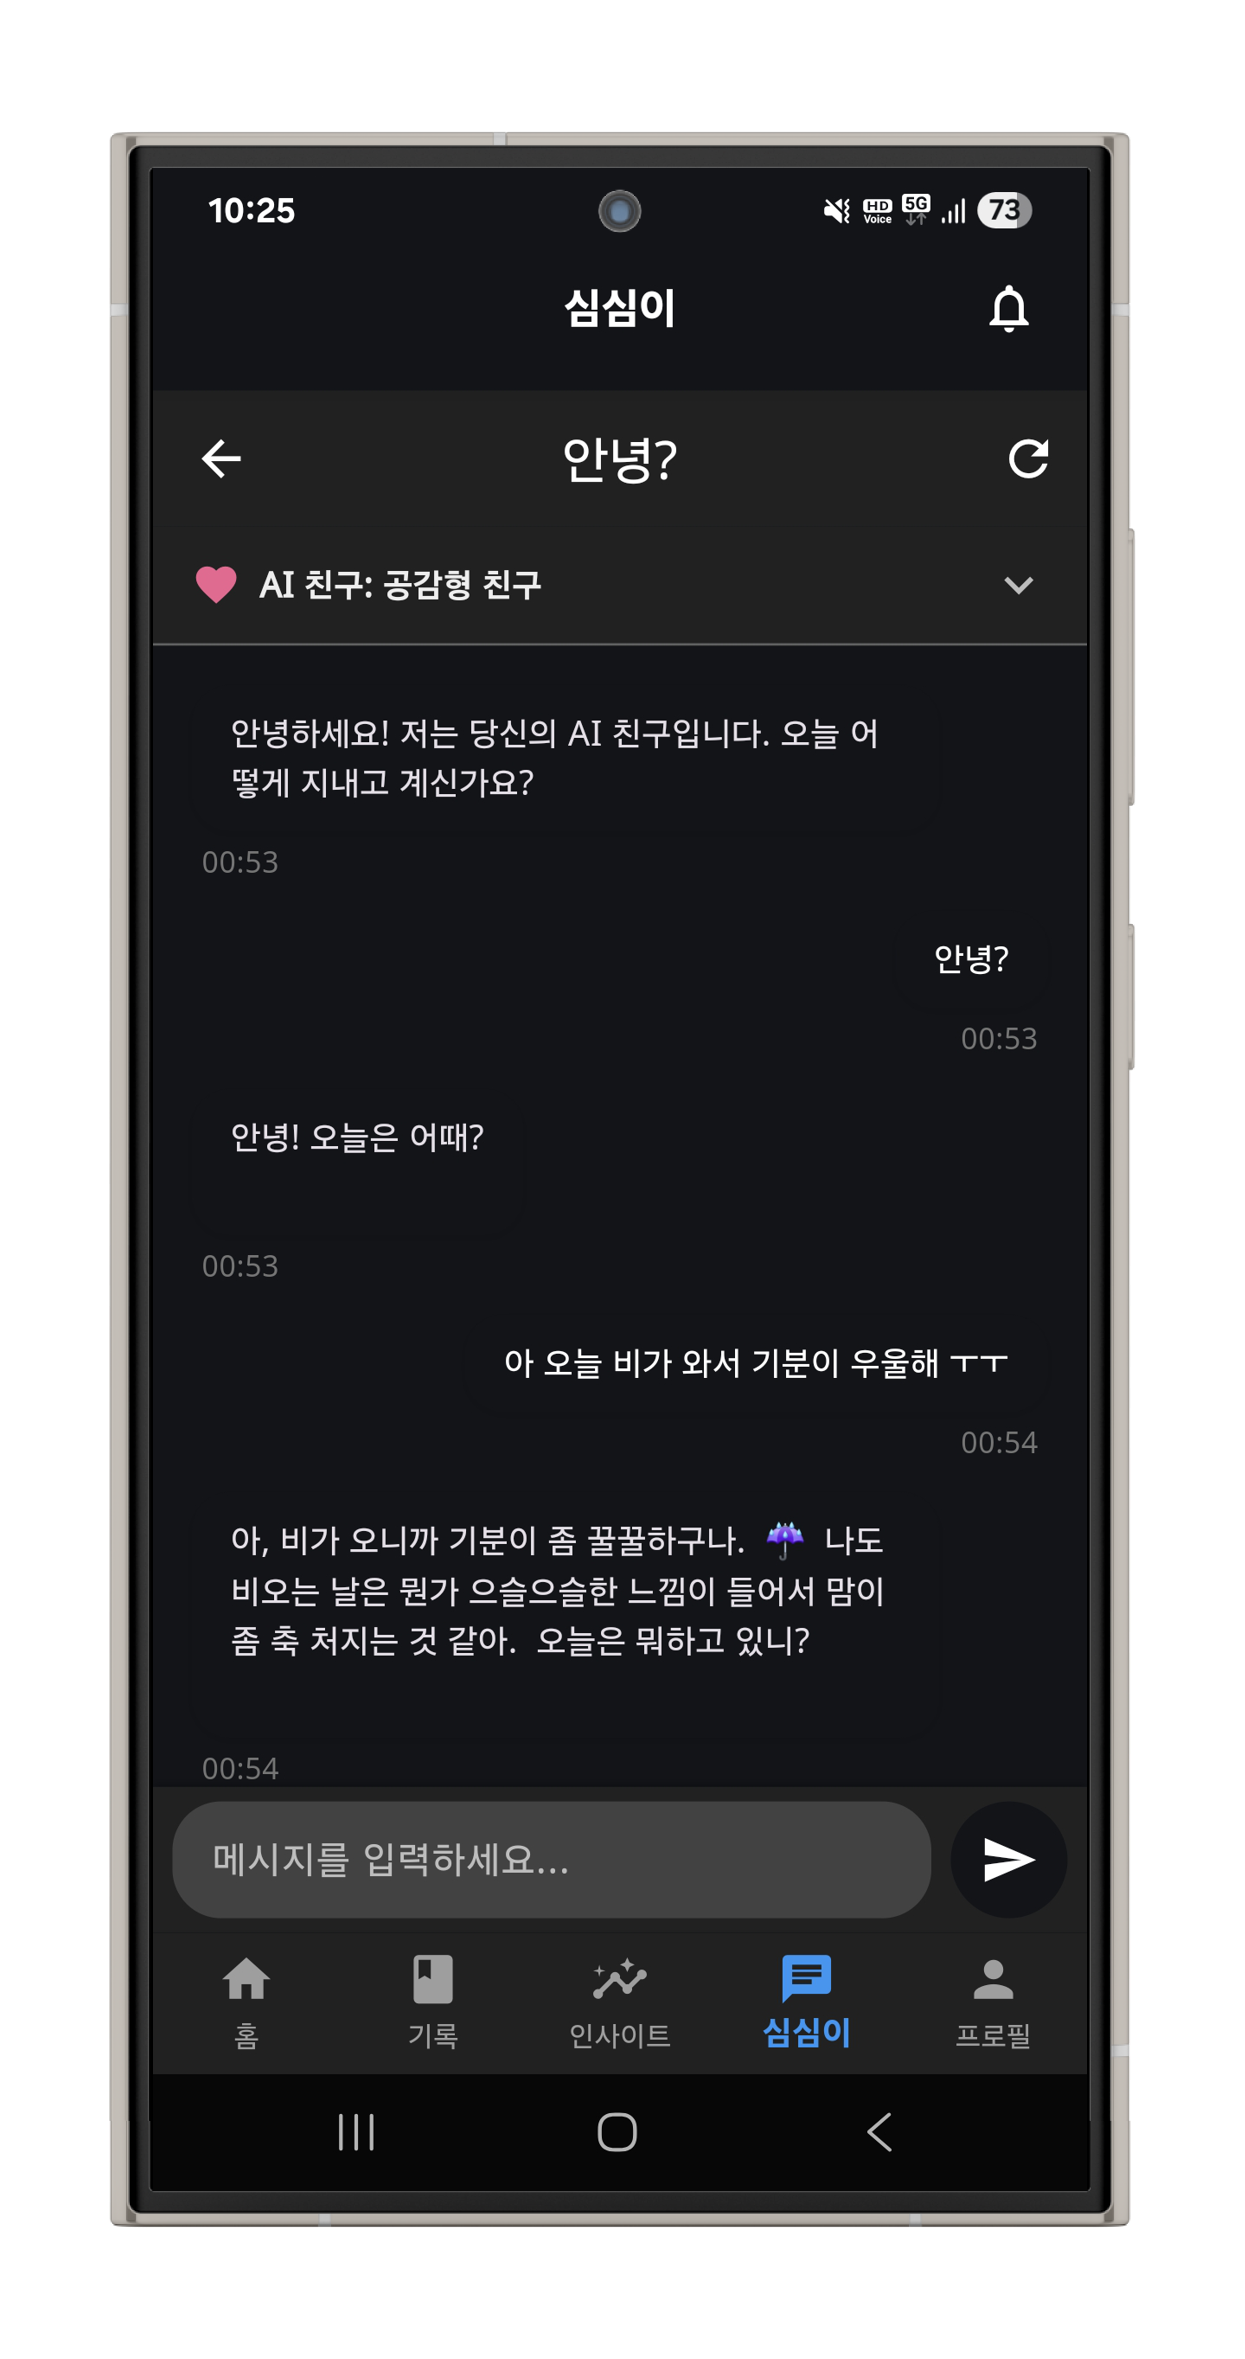 10:25
HD Voice 5G 73
심심이
안녕?
AI 친구: 공감형 친구
안녕하세요! 저는 당신의 AI 친구입니다. 오늘 어
떻게 지내고 계신가요?
00:53
안녕?
00:53
안녕! 오늘은 어때?
00:53
아 오늘 비가 와서 기분이 우울해 ㅜㅜ
00:54
아, 비가 오니까 기분이 좀 꿀꿀하구나. ☔ 나도
비오는 날은 뭔가 으슬으슬한 느낌이 들어서 맘이
좀 축 처지는 것 같아. 오늘은 뭐하고 있니?
00:54
메시지를 입력하세요...
홈 기록 인사이트 심심이 프로필